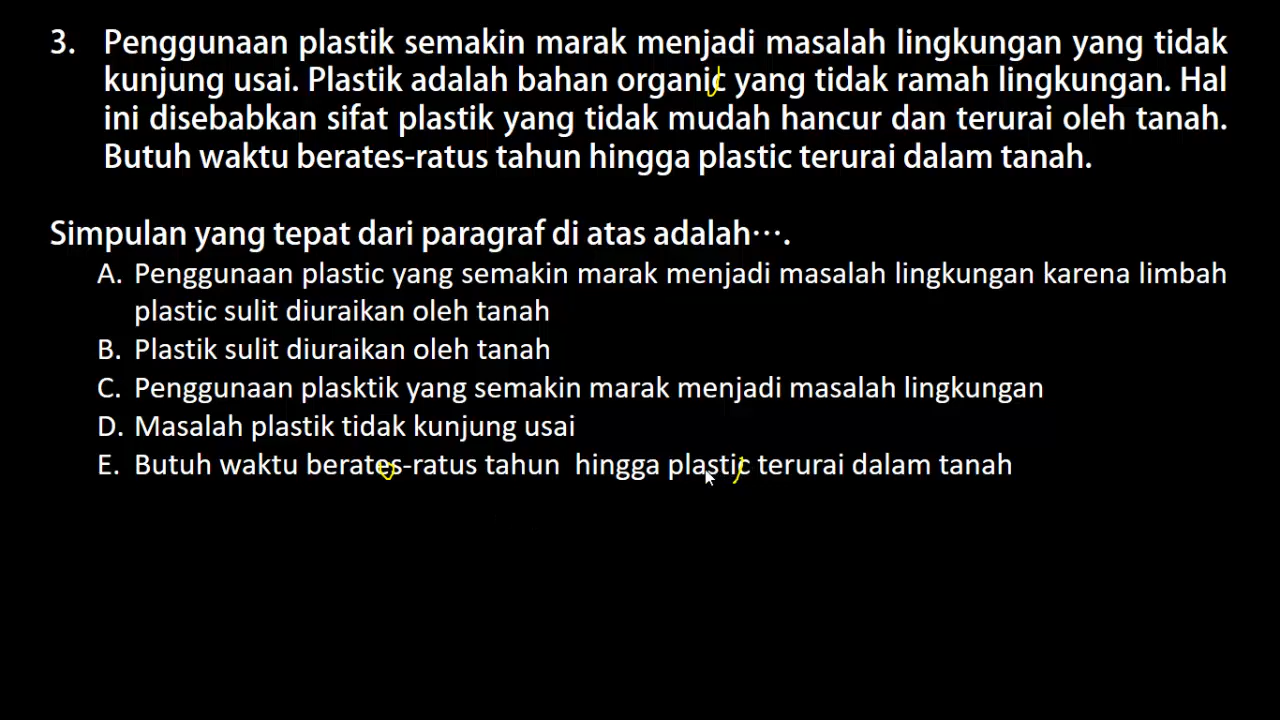 3. Penggunaan plastik semakin marak menjadi masalah lingkungan yang tidak
kunjung usai. Plastik adalah bahan organic yang tidak ramah lingkungan. Hal
ini disebabkan sifat plastik yang tidak mudah hancur dan terurai oleh tanah.
Butuh waktu berates-ratus tahun hingga plastic terurai dalam tanah.
Simpulan yang tepat dari paragraf di atas adalah….
A. Penggunaan plastic yang semakin marak menjadi masalah lingkungan karena limbah
plastic sulit diuraikan oleh tanah
B. Plastik sulit diuraikan oleh tanah
C. Penggunaan plasktik yang semakin marak menjadi masalah lingkungan
D. Masalah plastik tidak kunjung usai
E. Butuh waktu berates-ratus tahun hingga plastic terurai dalam tanah